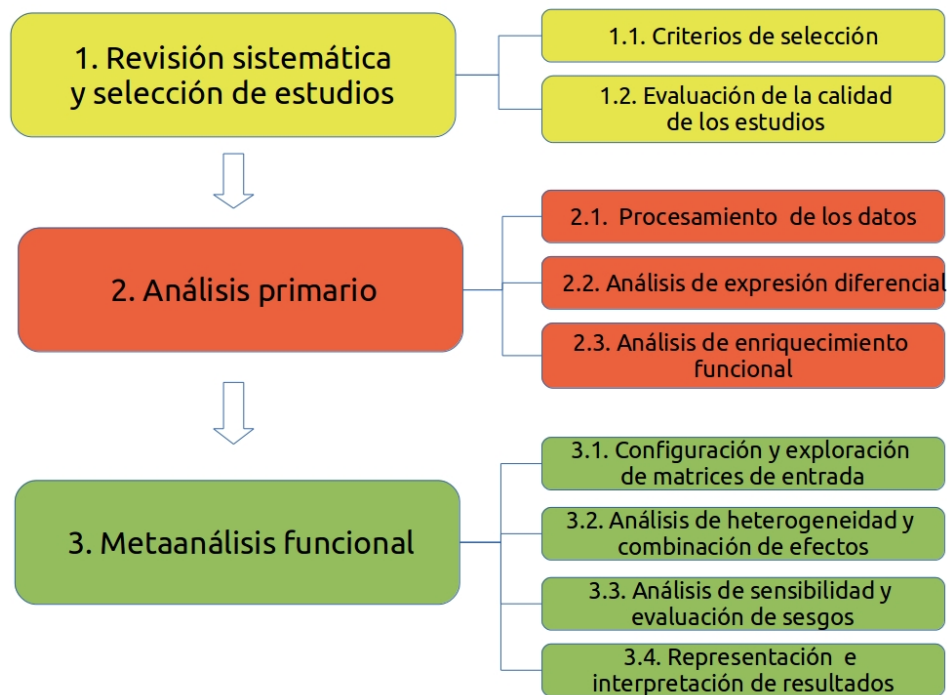 1. Revisión sistemática
y selección de estudios
1.1. Criterios de selección
1.2. Evaluación de la calidad
de los estudios
2. Análisis primario
2.1. Procesamiento de los datos
2.2. Análisis de expresión diferencial
2.3. Análisis de enriquecimiento
funcional
3. Metaanálisis funcional
3.1. Configuración y exploración
de matrices de entrada
3.2. Análisis de heterogeneidad y
combinación de efectos
3.3. Análisis de sensibilidad y
evaluación de sesgos
3.4. Representación e
interpretación de resultados